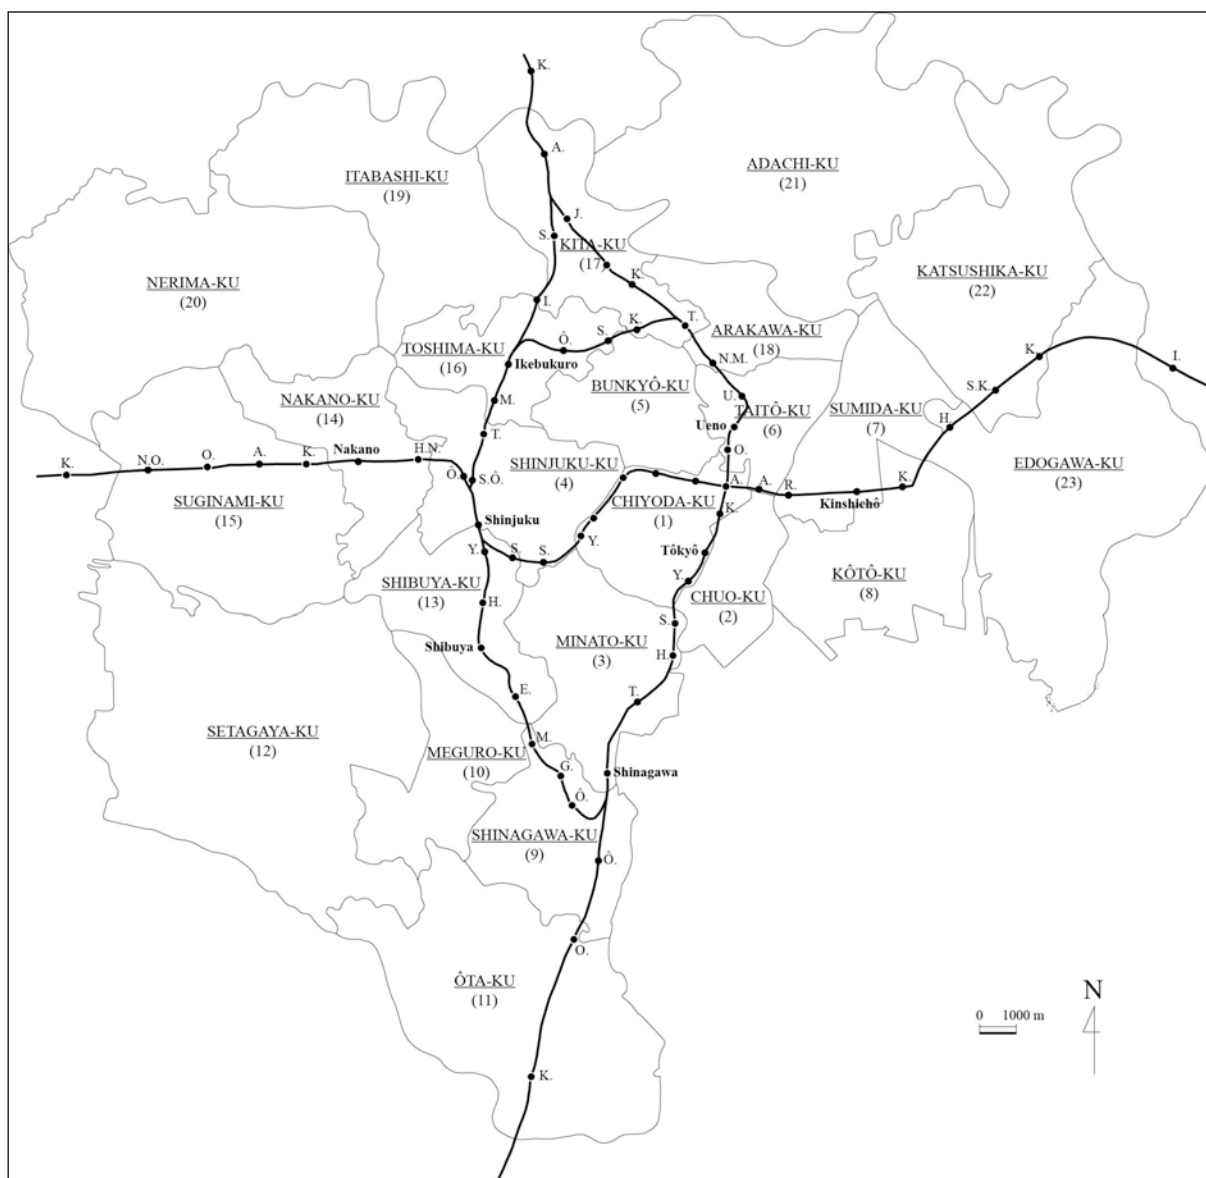 K.
A.
ITABASHI-KU
(19)
ADACHI-KU
(21)
J.
S.
KITA-KU
(17)
K.
NERIMA-KU
(20)
KATSUSHIKA-KU
(22)
I.
K.
T.
ARAKAWA-KU
(18)
TOSHIMA-KU
(16)
Ô.
S.
Ikebukuro
N.M.
K.
I.
BUNKYÔ-KU
(5)
S.K.
NAKANO-KU
(14)
M.
U.
TAITÔ-KU
(6)
SUMIDA-KU
(7)
H.
T.
Ueno
O.
K.
N.O.
O.
A.
K.
Nakano
H.N.
Ô.
S.Ô.
SHINJUKU-KU
(4)
EDOGAWA-KU
(23)
SUGINAMI-KU
(15)
CHIYODA-KU
(1)
A.
A.
R.
Kinshichô
K.
Shinjuku
K.
Y.
S.
S.
Y.
Tôkyô
SHIBUYA-KU
(13)
Y.
CHUO-KU
(2)
KÔTÔ-KU
(8)
H.
S.
Shibuya
MINATO-KU
(3)
H.
E.
T.
SETAGAYA-KU
(12)
MEGURO-KU
(10)
M.
G.
Shinagawa
Ô.
SHINAGAWA-KU
(9)
Ô.
O.
ÔTA-KU
(11)
N
0 1000 m
K.